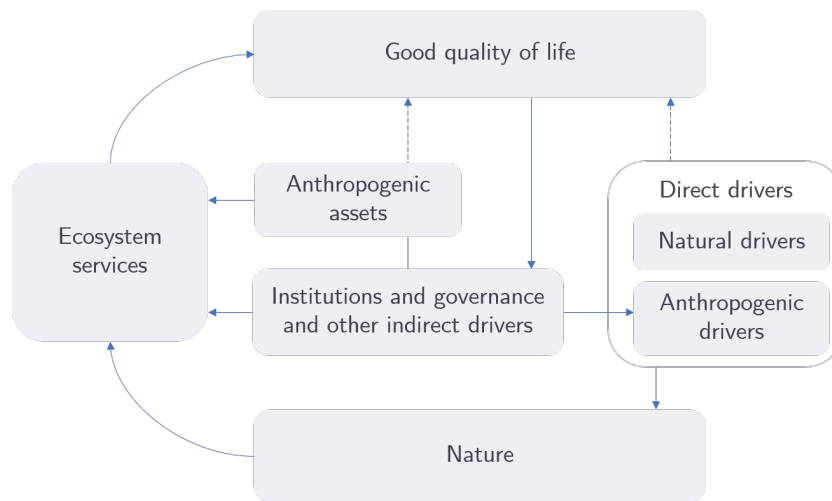 Good quality of life
Anthropogenic
assets
Direct drivers
Ecosystem
services
Natural drivers
Institutions and governance
and other indirect drivers
Anthropogenic
drivers
Nature